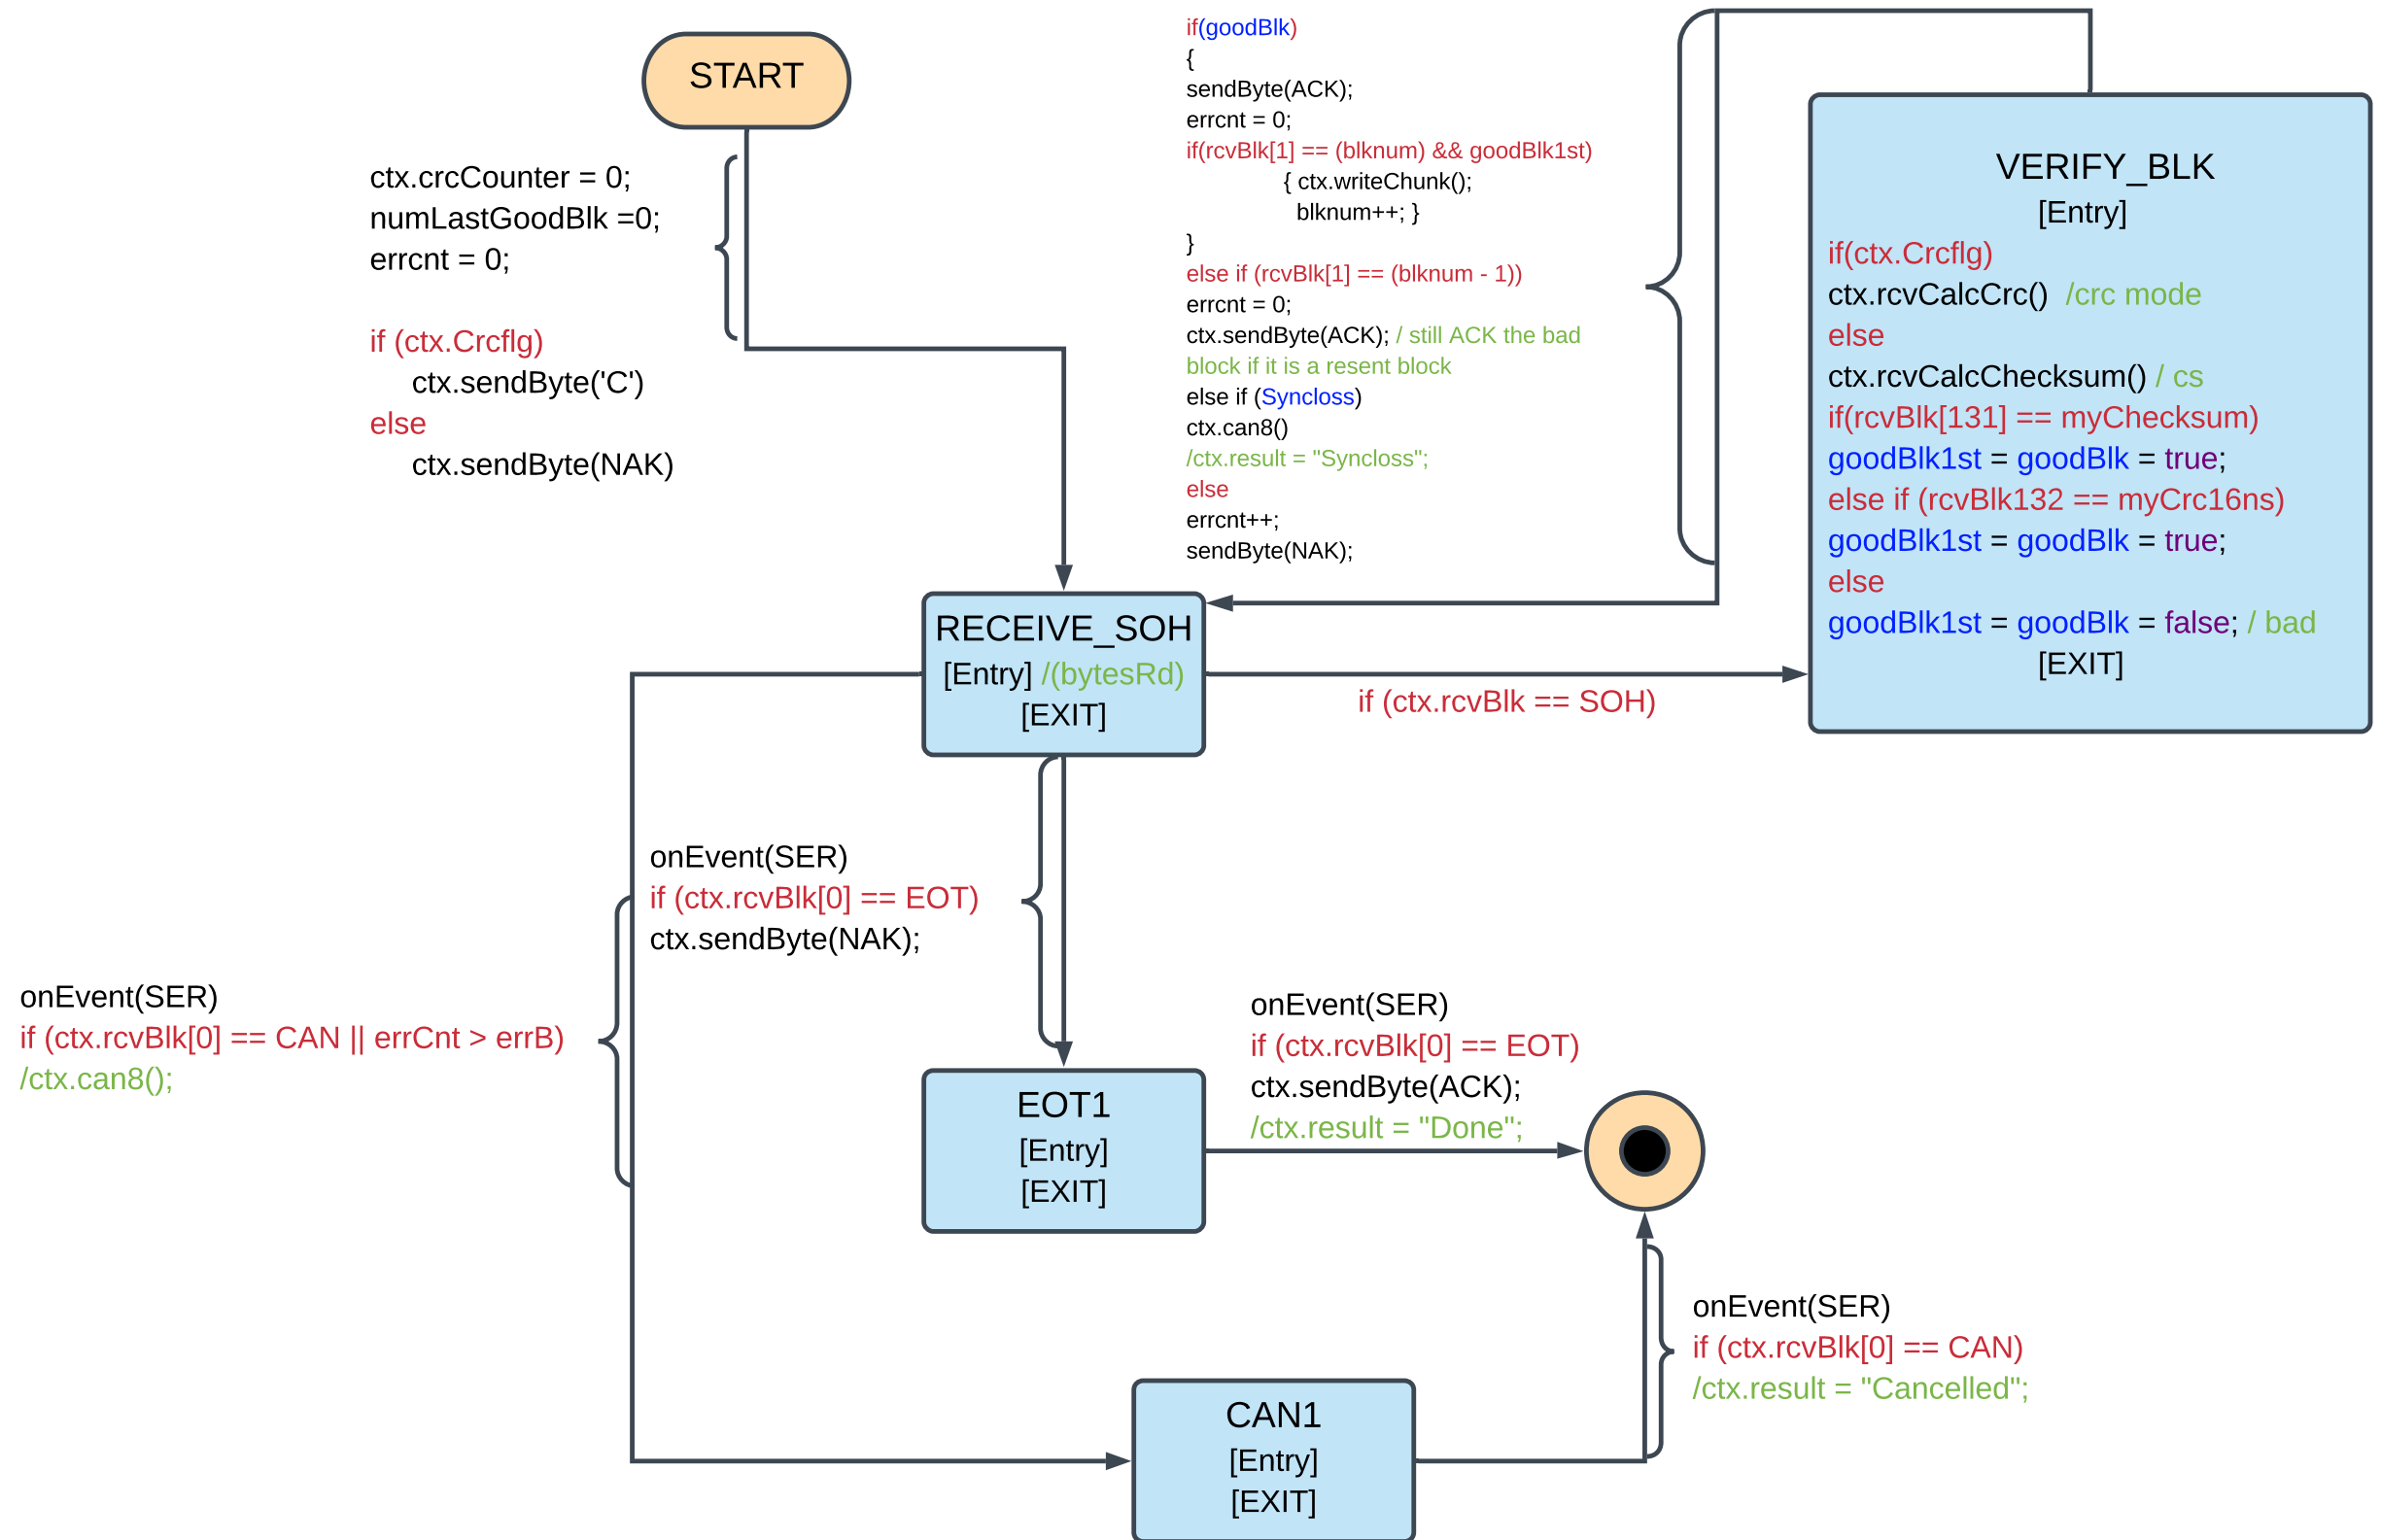 START
ctx.crcCounter = 0;
numLastGoodBlk =0;
errcnt = 0;
if (ctx.Crcflg)
ctx.sendByte('C')
else
ctx.sendByte(NAK)
if(goodBlk)
{
sendByte(ACK);
errcnt = 0;
if(rcvBlk[1] == (blknum) && goodBlk1st)
{ ctx.writeChunk();
blknum++; }
}
else if (rcvBlk[1] == (blknum - 1))
errcnt = 0;
ctx.sendByte(ACK); / still ACK the bad
block if it is a resent block
else if (Syncloss)
ctx.can8()
/ctx.result = "Syncloss";
else
errcnt++;
sendByte(NAK);
VERIFY_BLK
[Entry]
if(ctx.Crcflg)
ctx.rcvCalcCrc()  /crc mode
else
ctx.rcvCalcChecksum() / cs
if(rcvBlk[131] == myChecksum)
goodBlk1st = goodBlk = true;
else if (rcvBlk132 == myCrc16ns)
goodBlk1st = goodBlk = true;
else
goodBlk1st = goodBlk = false; / bad
[EXIT]
RECEIVE_SOH
[Entry] /(bytesRd)
[EXIT]
if (ctx.rcvBlk == SOH)
onEvent(SER)
if (ctx.rcvBlk[0] == EOT)
ctx.sendByte(NAK);
onEvent(SER)
if (ctx.rcvBlk[0] == CAN || errCnt > errB)
/ctx.can8();
onEvent(SER)
if (ctx.rcvBlk[0] == EOT)
ctx.sendByte(ACK);
/ctx.result = "Done";
EOT1
[Entry]
[EXIT]
onEvent(SER)
if (ctx.rcvBlk[0] == CAN)
/ctx.result = "Cancelled";
CAN1
[Entry]
[EXIT]